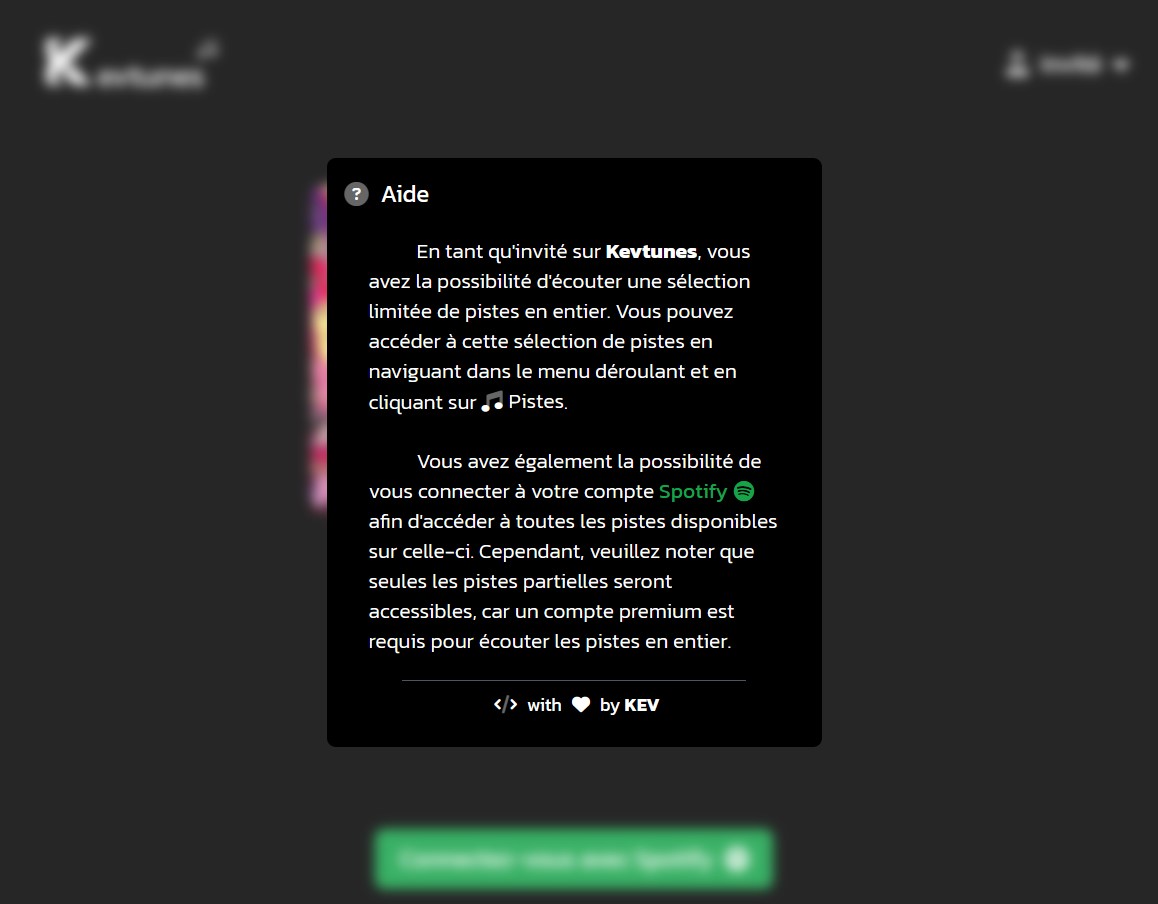 Kevtunes
Invité
Aide
En tant qu'invité sur Kevtunes, vous
avez la possibilité d'écouter une sélection
limitée de pistes en entier. Vous pouvez
accéder à cette sélection de pistes en
naviguant dans le menu déroulant et en
cliquant sur Pistes.
Vous avez également la possibilité de
vous connecter à votre compte Spotify
afin d'accéder à toutes les pistes disponibles
sur celle-ci. Cependant, veuillez noter que
seules les pistes partielles seront
accessibles, car un compte premium est
requis pour écouter les pistes en entier.
</> with ♥ by KEV
Connectez-vous avec Spotify